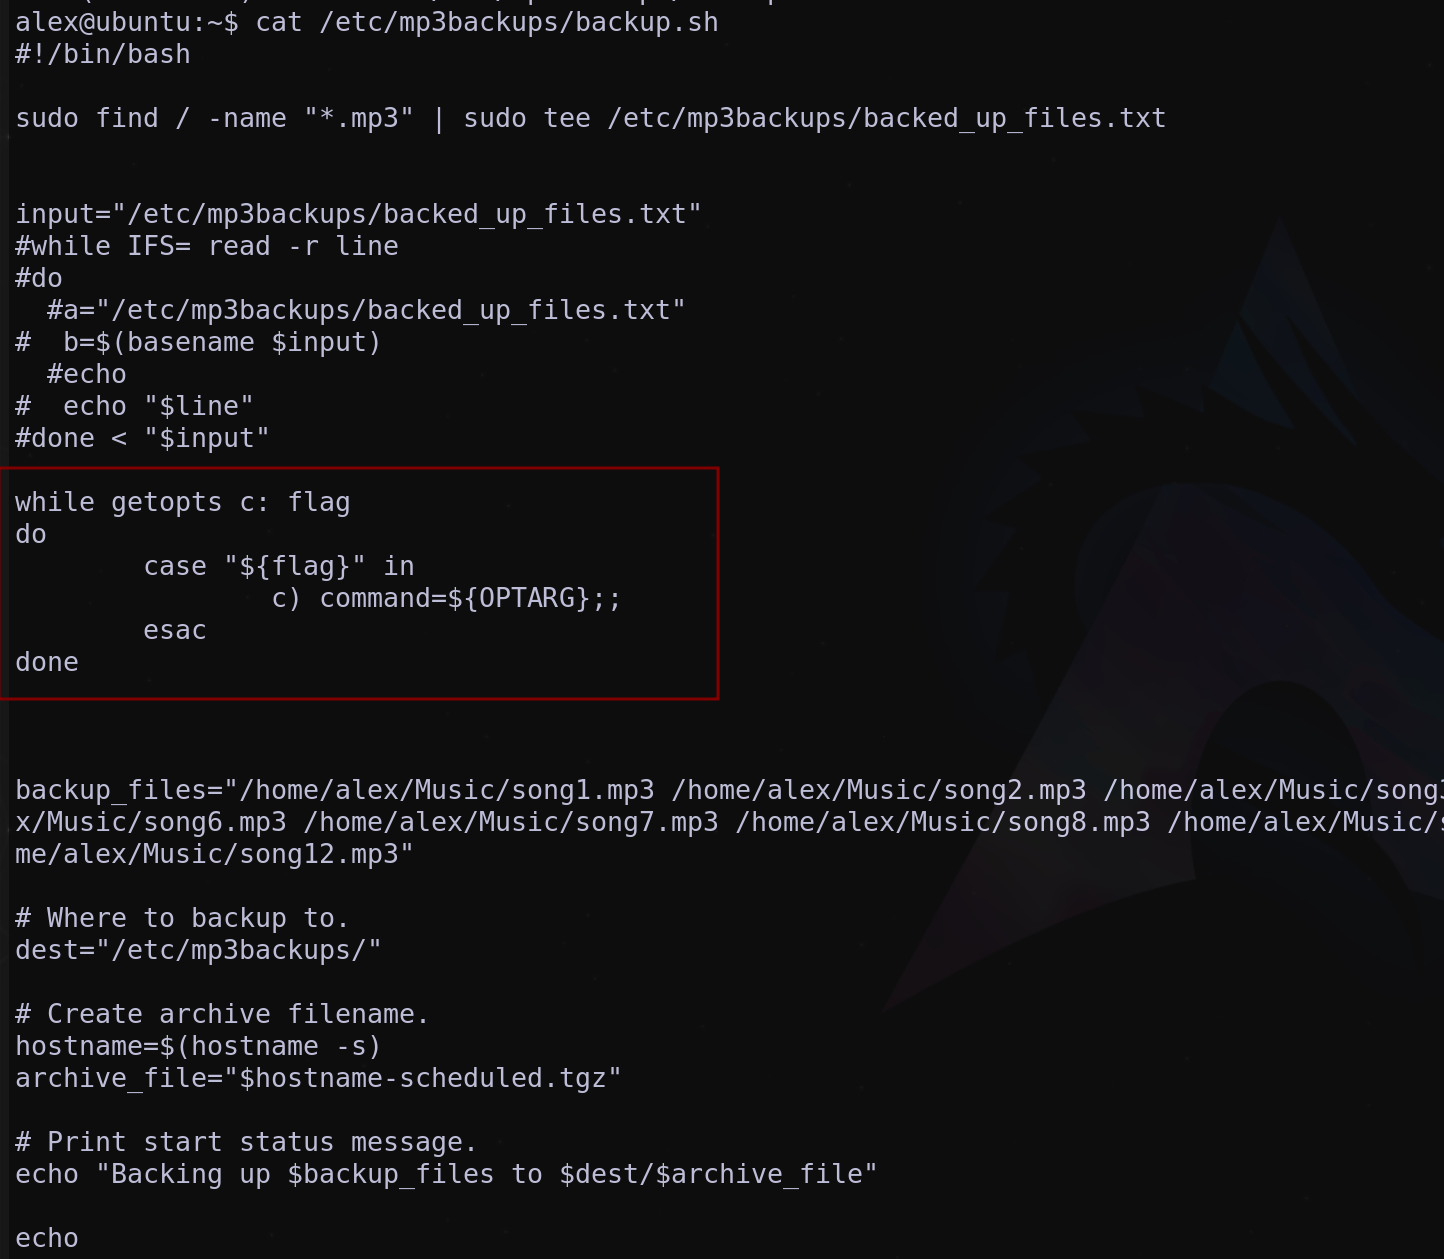 alex@ubuntu:~$ cat /etc/mp3backups/backup.sh
#!/bin/bash

sudo find / -name "*.mp3" | sudo tee /etc/mp3backups/backed_up_files.txt


input="/etc/mp3backups/backed_up_files.txt"
#while IFS= read -r line
#do
  #a="/etc/mp3backups/backed_up_files.txt"
#  b=$(basename $input)
  #echo
#  echo "$line"
#done < "$input"

while getopts c: flag
do
        case "${flag}" in
                c) command=${OPTARG};;
        esac
done



backup_files="/home/alex/Music/song1.mp3 /home/alex/Music/song2.mp3 /home/alex/Music/song3
x/Music/song6.mp3 /home/alex/Music/song7.mp3 /home/alex/Music/song8.mp3 /home/alex/Music/s
me/alex/Music/song12.mp3"

# Where to backup to.
dest="/etc/mp3backups/"

# Create archive filename.
hostname=$(hostname -s)
archive_file="$hostname-scheduled.tgz"

# Print start status message.
echo "Backing up $backup_files to $dest/$archive_file"

echo